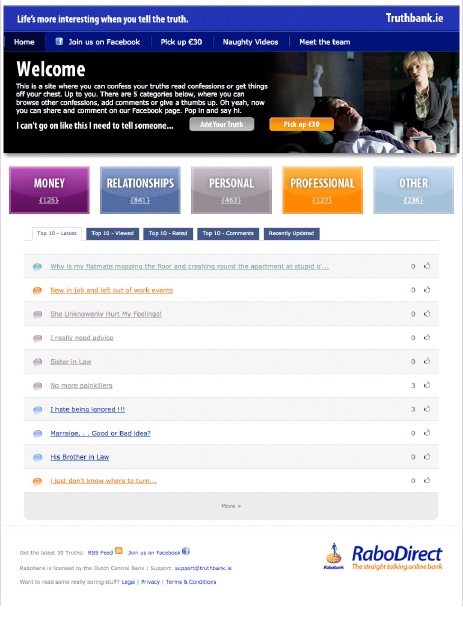 Life's more interesting when you tell the truth.
Truthbank.ie
Home
Join us on Facebook
Pick up €30
Naughty Videos
Meet the team
Welcome
This is a site where you can confess your truths read confessions or get things
off your chest. Up to you. There are 5 categories below, where you can
browse other confessions, add comments or give a thumbs up. Oh yeah, now
you can share and comment on our Facebook page. Pop in and say hi.
I can't go on like this I need to tell someone...
Add Your Truth
Pick up €30
MONEY
{125}
RELATIONSHIPS
{841}
PERSONAL
{463}
PROFESSIONAL
{127}
OTHER
{236}
Top 10 - Latest
Top 10 - Viewed
Top 10 - Rated
Top 10 - Comments
Recently Updated
Why is my flatmate mopping the floor and crashing round the apartment at stupid o'... 0
New in job and left out of work events 0
She Unknowenly Hurt My Feelings! 0
I really need advice 0
Sister in Law 0
No more painkillers 3
I hate being ignored !!! 3
Marraige, . . Good or Bad idea? 0
His Brother in Law 0
i just don't know where to turn... 0
More »
Get the latest 30 Truths: RSS Feed Join us on Facebook
Rabobank is licensed by the Dutch Central Bank | Support: support@truthbank.ie
Want to read some really boring stuff? Legal | Privacy | Terms & Conditions
Rabobank
RaboDirect
The straight talking online bank